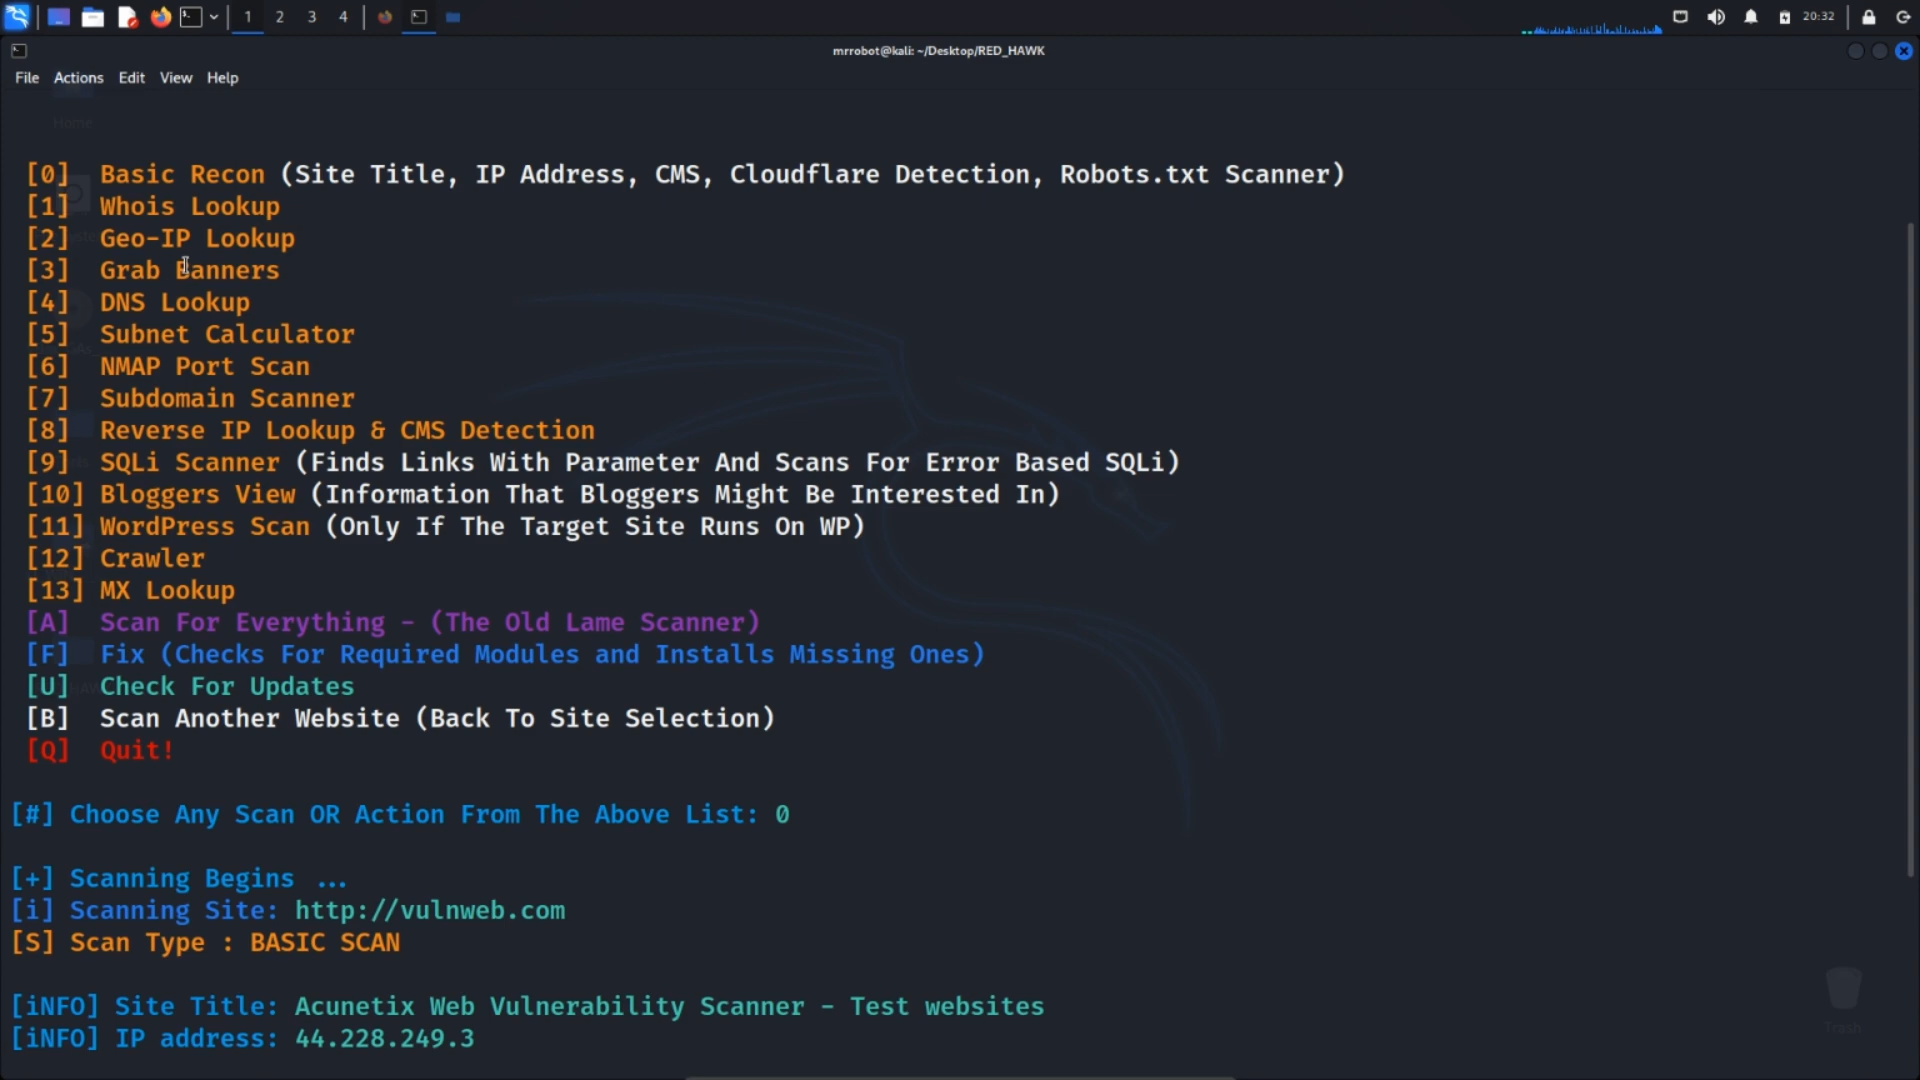 1 2 3 4
20:32
mrrobot@kali: ~/Desktop/RED_HAWK
File Actions Edit View Help
Home
[0] Basic Recon (Site Title, IP Address, CMS, Cloudflare Detection, Robots.txt Scanner)
[1] Whois Lookup
[2] Geo-IP Lookup
[3] Grab Banners
[4] DNS Lookup
[5] Subnet Calculator
[6] NMAP Port Scan
[7] Subdomain Scanner
[8] Reverse IP Lookup & CMS Detection
[9] SQLi Scanner (Finds Links With Parameter And Scans For Error Based SQLi)
[10] Bloggers View (Information That Bloggers Might Be Interested In)
[11] WordPress Scan (Only If The Target Site Runs On WP)
[12] Crawler
[13] MX Lookup
[A] Scan For Everything - (The Old Lame Scanner)
[F] Fix (Checks For Required Modules and Installs Missing Ones)
[U] Check For Updates
[B] Scan Another Website (Back To Site Selection)
[Q] Quit!
[#] Choose Any Scan OR Action From The Above List: 0
[+] Scanning Begins ...
[i] Scanning Site: http://vulnweb.com
[S] Scan Type : BASIC SCAN
[iNFO] Site Title: Acunetix Web Vulnerability Scanner - Test websites
[iNFO] IP address: 44.228.249.3
Trash